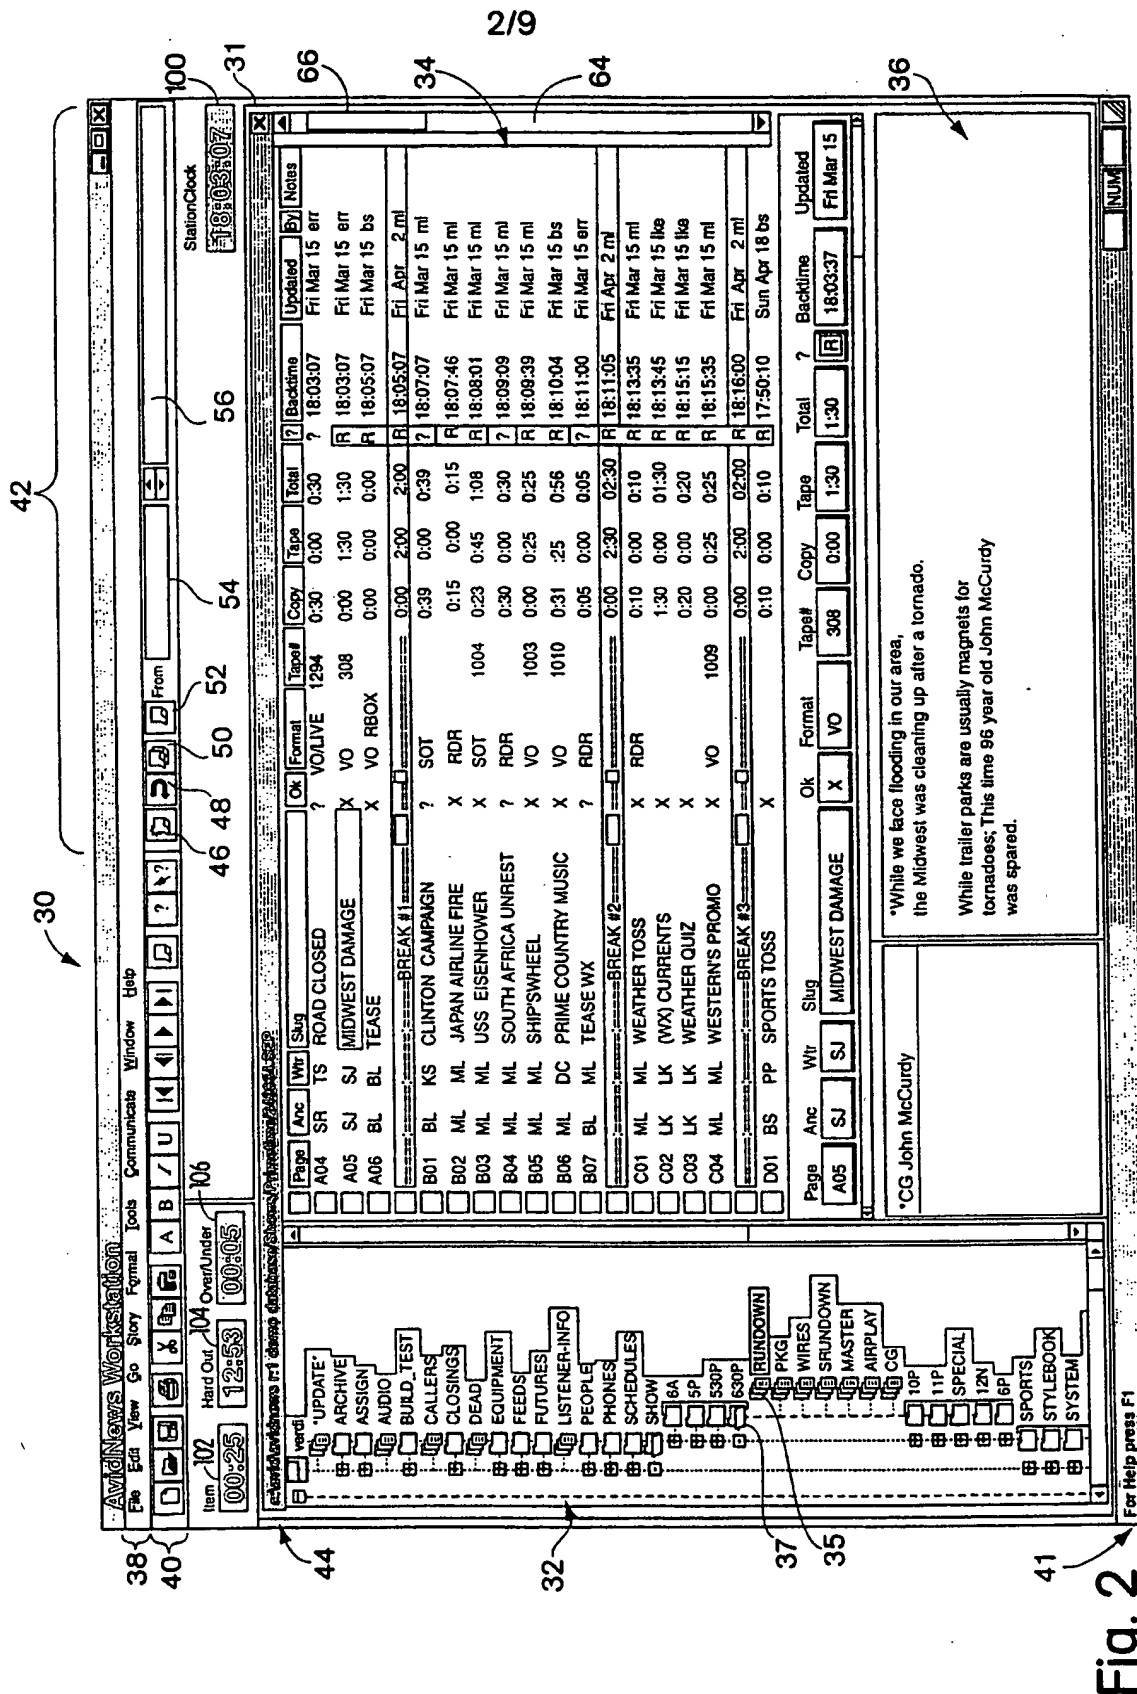 2/9
30
42
AvidNews Workstation
38
File Edit View Go Story Format Tools Communicate Window Help
40
A B / U ? ? From
46 48 50 52 54 56
Item 102 Hard Out 104 Over/Under 106 StationClock 100
00:25 12:53 00:05 18:03:07
44
31
verdi
"UPDATE"
ARCHIVE
ASSIGN
AUDIO
BUILD_TEST
CALLERS
CLOSINGS
DEAD
EQUIPMENT
FEEDS
FUTURES
LISTENER-INFO
PEOPLE
PHONES
SCHEDULES
SHOW
6A
5P
530P
630P
RUNDOWN
PKG
WIRES
SRUNDOWN
MASTER
AIRPLAY
CG
10P
11P
SPECIAL
12N
6P
SPORTS
STYLEBOOK
SYSTEM
32
37
35
66
34
64
Page Anc Wtr Slug Ok Format Tape# Copy Tape Total ? Backtime Updated By Notes
A04 SR TS ROAD CLOSED ? VO/LIVE 1294 0:30 0:00 0:30 ? 18:03:07 Fri Mar 15 err
A05 SJ SJ MIDWEST DAMAGE X VO 308 0:00 1:30 1:30 R 18:03:07 Fri Mar 15 err
A06 BL BL TEASE X VO RBOX 0:00 0:00 0:00 R 18:05:07 Fri Mar 15 bs
BREAK #1 0:00 2:00 2:00 R 18:05:07 Fri Apr 2 ml
B01 BL KS CLINTON CAMPAIGN ? SOT 0:39 0:00 0:39 ? 18:07:07 Fri Mar 15 ml
B02 ML ML JAPAN AIRLINE FIRE X RDR 0:15 0:00 0:15 R 18:07:46 Fri Mar 15 ml
B03 ML ML USS EISENHOWER X SOT 1004 0:23 0:45 1:08 R 18:08:01 Fri Mar 15 ml
B04 ML ML SOUTH AFRICA UNREST ? RDR 0:30 0:00 0:30 ? 18:09:09 Fri Mar 15 ml
B05 ML ML SHIP'SWHEEL X VO 1003 0:00 0:25 0:25 R 18:09:39 Fri Mar 15 ml
B06 ML DC PRIME COUNTRY MUSIC X VO 1010 0:31 :25 0:56 R 18:10:04 Fri Mar 15 bs
B07 BL ML TEASE WX ? RDR 0:05 0:00 0:05 ? 18:11:00 Fri Mar 15 err
BREAK #2 0:00 2:30 02:30 R 18:11:05 Fri Apr 2 ml
C01 ML ML WEATHER TOSS X RDR 0:10 0:00 0:10 R 18:13:35 Fri Mar 15 ml
C02 LK LK (WX) CURRENTS X 1:30 0:00 01:30 R 18:13:45 Fri Mar 15 lke
C03 LK LK WEATHER QUIZ X 0:20 0:00 0:20 R 18:15:15 Fri Mar 15 lke
C04 ML ML WESTERN'S PROMO X VO 1009 0:00 0:25 0:25 R 18:15:35 Fri Mar 15 ml
BREAK #3 0:00 2:00 02:00 R 18:16:00 Fri Apr 2 ml
D01 BS PP SPORTS TOSS X 0:10 0:00 0:10 R 17:50:10 Sun Apr 18 bs
Page Anc Wtr Slug Ok Format Tape# Copy Tape Total ? Backtime Updated
A05 SJ SJ MIDWEST DAMAGE X VO 308 0:00 1:30 1:30 R 18:03:37 Fri Mar 15
*CG John McCurdy
*While we face flooding in our area,
the Midwest was cleaning up after a tornado.
While trailer parks are usually magnets for
tornadoes; This time 96 year old John McCurdy
was spared.
36
41
For Help press F1
NUM
Fig. 2